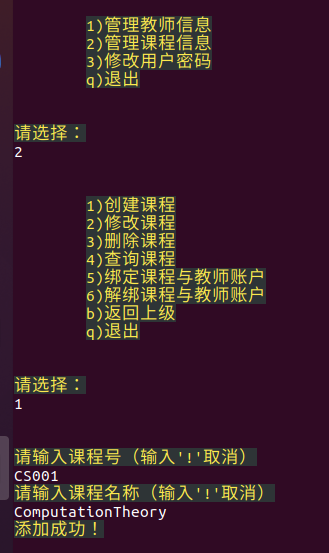 1)管理教师信息
2)管理课程信息
3)修改用户密码
q)退出
请选择：
2
1)创建课程
2)修改课程
3)删除课程
4)查询课程
5)绑定课程与教师账户
6)解绑课程与教师账户
b)返回上级
q)退出
请选择：
1
请输入课程号（输入'!'取消）
CS001
请输入课程名称（输入'!'取消）
ComputationTheory
添加成功！